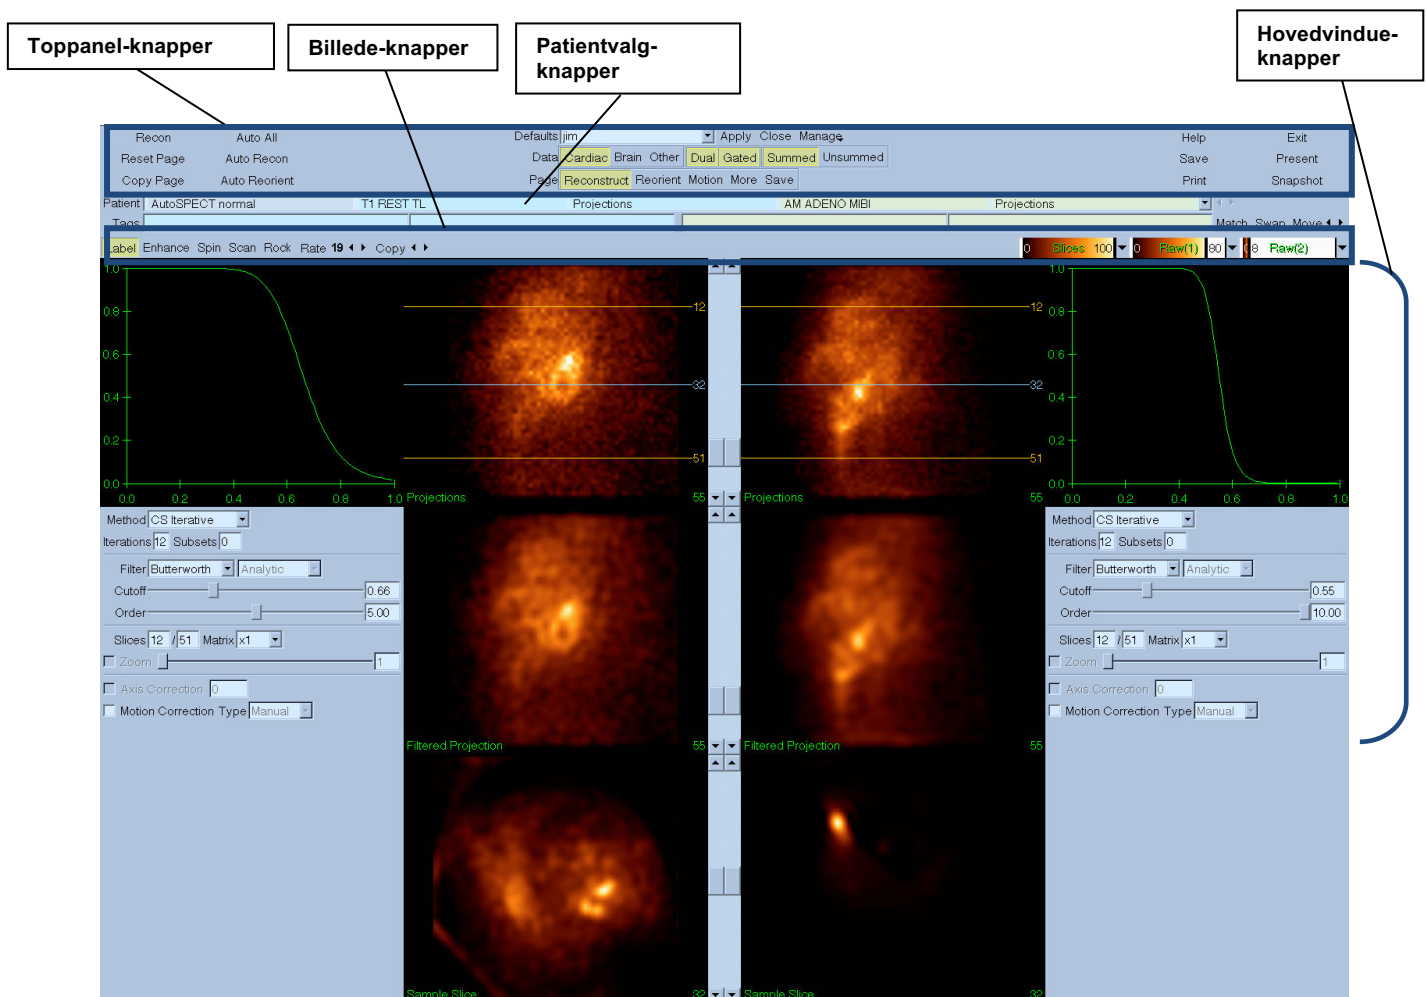 Toppanel-knapper
Billede-knapper
Patientvalg-
knapper
Hovedvindue-
knapper
Recon Auto All Defaults jim Apply Close Manage Help Exit
Reset Page Auto Recon Data Cardiac Brain Other Dual Gated Summed Unsummed Save Present
Copy Page Auto Reorient Page Reconstruct Reorient Motion More Save Print Snapshot
Patient AutoSPECT normal T1 REST TL Projections AM ADENO MIBI Projections
Tags Match Swap Move
Label Enhance Spin Scan Rock Rate 19 Copy 0 Slices 100 0 Raw(1) 80 8 Raw(2)
1.0 1.0
12 12
0.8 0.8
0.6 0.6
32 32
0.4 0.4
0.2 0.2
51 51
0.0 0.0
0.0 0.2 0.4 0.6 0.8 1.0 Projections 55 Projections 55 0.0 0.2 0.4 0.6 0.8 1.0
Method CS Iterative Method CS Iterative
Iterations 12 Subsets 0 Iterations 12 Subsets 0
Filter Butterworth Analytic Filter Butterworth Analytic
Cutoff 0.66 Cutoff 0.55
Order 5.00 Order 10.00
Slices 12 / 51 Matrix x1 Slices 12 / 51 Matrix x1
Zoom 1 Zoom 1
Axis Correction 0 Axis Correction 0
Motion Correction Type Manual Motion Correction Type Manual
Filtered Projection 55 Filtered Projection 55
Sample Slice 32 Sample Slice 32